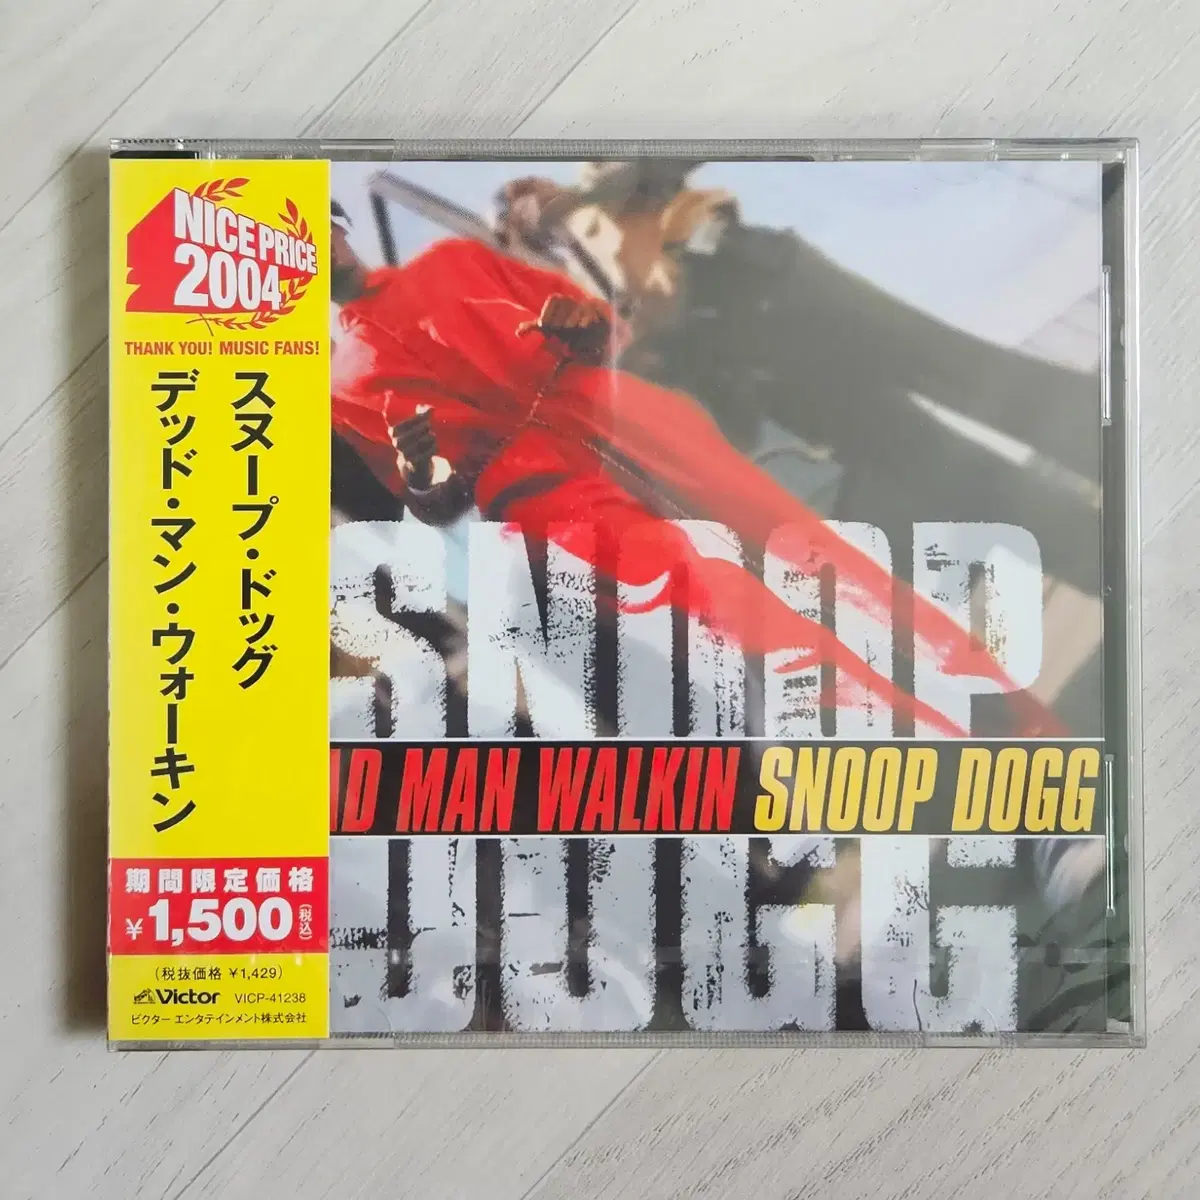 NICE PRICE
2004
THANK YOU! MUSIC FANS!
スヌープ・ドッグ
デッド・マン・ウォーキン
期間限定価格
¥1,500(税込)
(税抜価格 ¥1,429)
Victor VICP-41238
ビクター エンタテインメント株式会社
SNOOP
AD MAN WALKIN SNOOP DOGG
DOGG